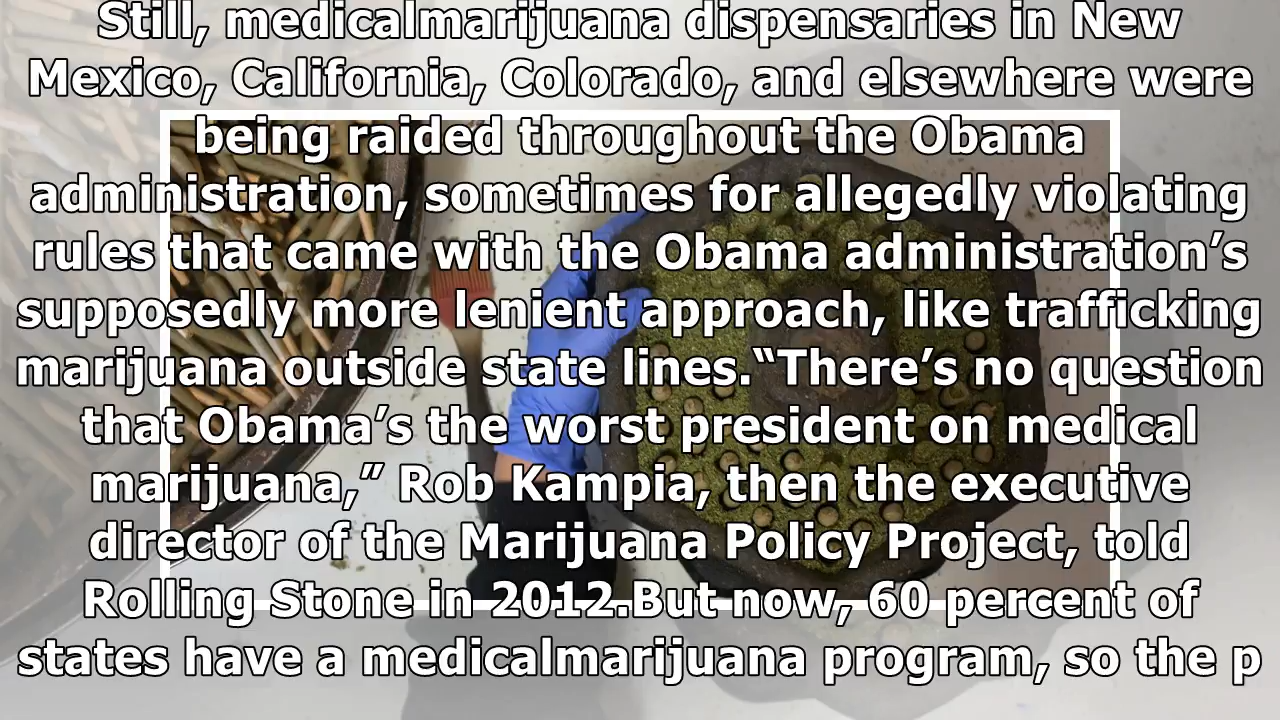 Still, medicalmarijuana dispensaries in New
Mexico, California, Colorado, and elsewhere were
being raided throughout the Obama
administration, sometimes for allegedly violating
rules that came with the Obama administration’s
supposedly more lenient approach, like trafficking
marijuana outside state lines.“There’s no question
that Obama’s the worst president on medical
marijuana,” Rob Kampia, then the executive
director of the Marijuana Policy Project, told
Rolling Stone in 2012.But now, 60 percent of
states have a medicalmarijuana program, so the p